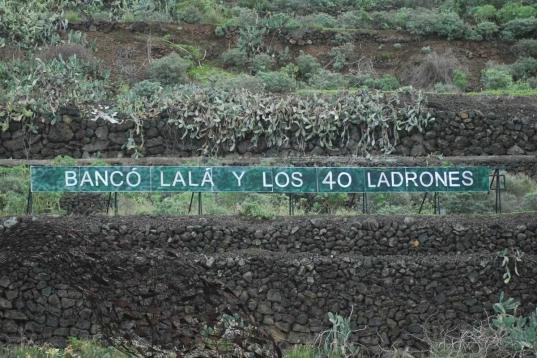 BANCÓ LALÁ Y LOS 40 LADRONES